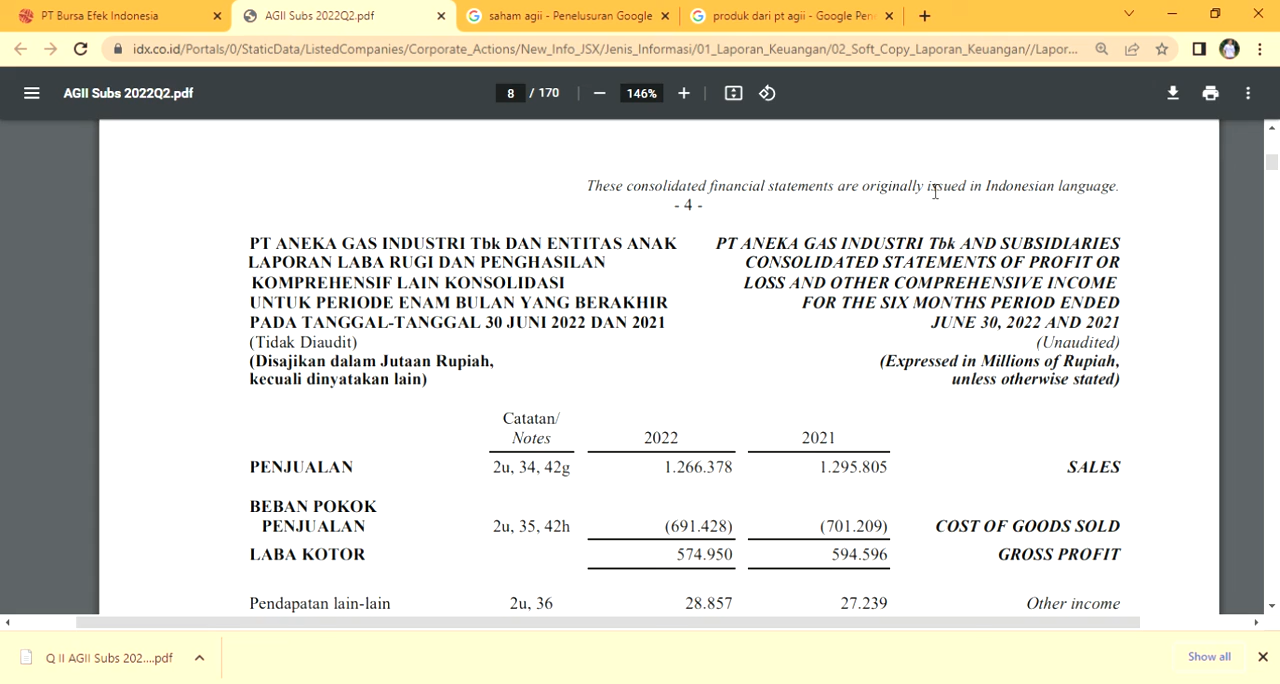 PT Bursa Efek Indonesia
AGII Subs 2022Q2.pdf
saham agii - Penelusuran Google
produk dari pt agii - Google Pen
idx.co.id/Portals/0/StaticData/ListedCompanies/Corporate_Actions/New_Info_JSX/Jenis_Informasi/01_Laporan_Keuangan/02_Soft_Copy_Laporan_Keuangan//Lapor...
AGII Subs 2022Q2.pdf 8 / 170 146%
These consolidated financial statements are originally issued in Indonesian language.
- 4 -
PT ANEKA GAS INDUSTRI Tbk DAN ENTITAS ANAK
LAPORAN LABA RUGI DAN PENGHASILAN
KOMPREHENSIF LAIN KONSOLIDASI
UNTUK PERIODE ENAM BULAN YANG BERAKHIR
PADA TANGGAL-TANGGAL 30 JUNI 2022 DAN 2021
(Tidak Diaudit)
(Disajikan dalam Jutaan Rupiah,
kecuali dinyatakan lain)
PT ANEKA GAS INDUSTRI Tbk AND SUBSIDIARIES
CONSOLIDATED STATEMENTS OF PROFIT OR
LOSS AND OTHER COMPREHENSIVE INCOME
FOR THE SIX MONTHS PERIOD ENDED
JUNE 30, 2022 AND 2021
(Unaudited)
(Expressed in Millions of Rupiah,
unless otherwise stated)
Catatan/
Notes 2022 2021
PENJUALAN 2u, 34, 42g 1.266.378 1.295.805 SALES
BEBAN POKOK
PENJUALAN 2u, 35, 42h (691.428) (701.209) COST OF GOODS SOLD
LABA KOTOR 574.950 594.596 GROSS PROFIT
Pendapatan lain-lain 2u, 36 28.857 27.239 Other income
Q II AGII Subs 202....pdf
Show all